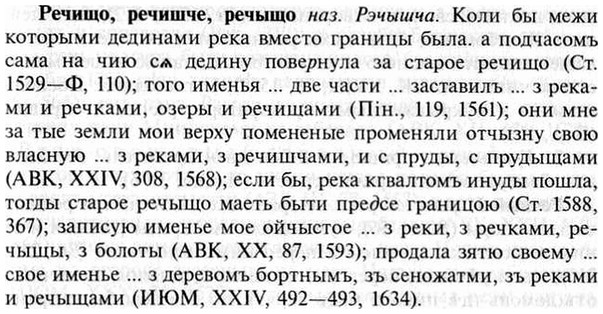 Речищо, речишче, речыщо наз. Рэчышча. Коли бы межи
которыми дединами река вместо границы была. а подчасомъ
сама на чию сѧ дедину повернула за старое речищо (Ст.
1529—Ф, 110); того именья ... две части ... заставилъ ... з река-
ми и речками, озеры и речищами (Пін., 119, 1561); они мне
за тые земли мои верху помененые променяли отчызну свою
власную ... з реками, з речишчами, и с пруды, с прудыщами
(АВК, XXIV, 308, 1568); если бы, река кгвалтомъ инуды пошла,
тогды старое речыщо маеть быти предсе границою (Ст. 1588,
367); записую именье мое ойчыстое ... з реки, з речками, ре-
чыщы, з болоты (АВК, XX, 87, 1593); продала зятю своему ...
свое именье ... з деревомъ бортнымъ, зъ сеножатми, зъ реками
и речыщами (ИЮМ, XXIV, 492—493, 1634).